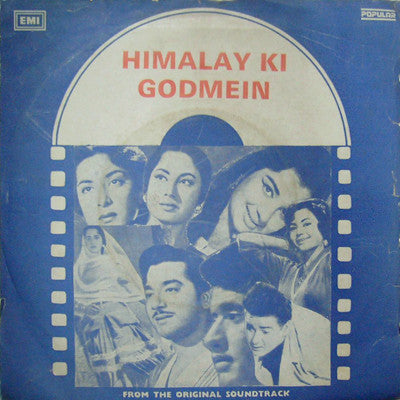 EMI
POPULAR
HIMALAY KI
GODMEIN
FROM THE ORIGINAL SOUNDTRACK